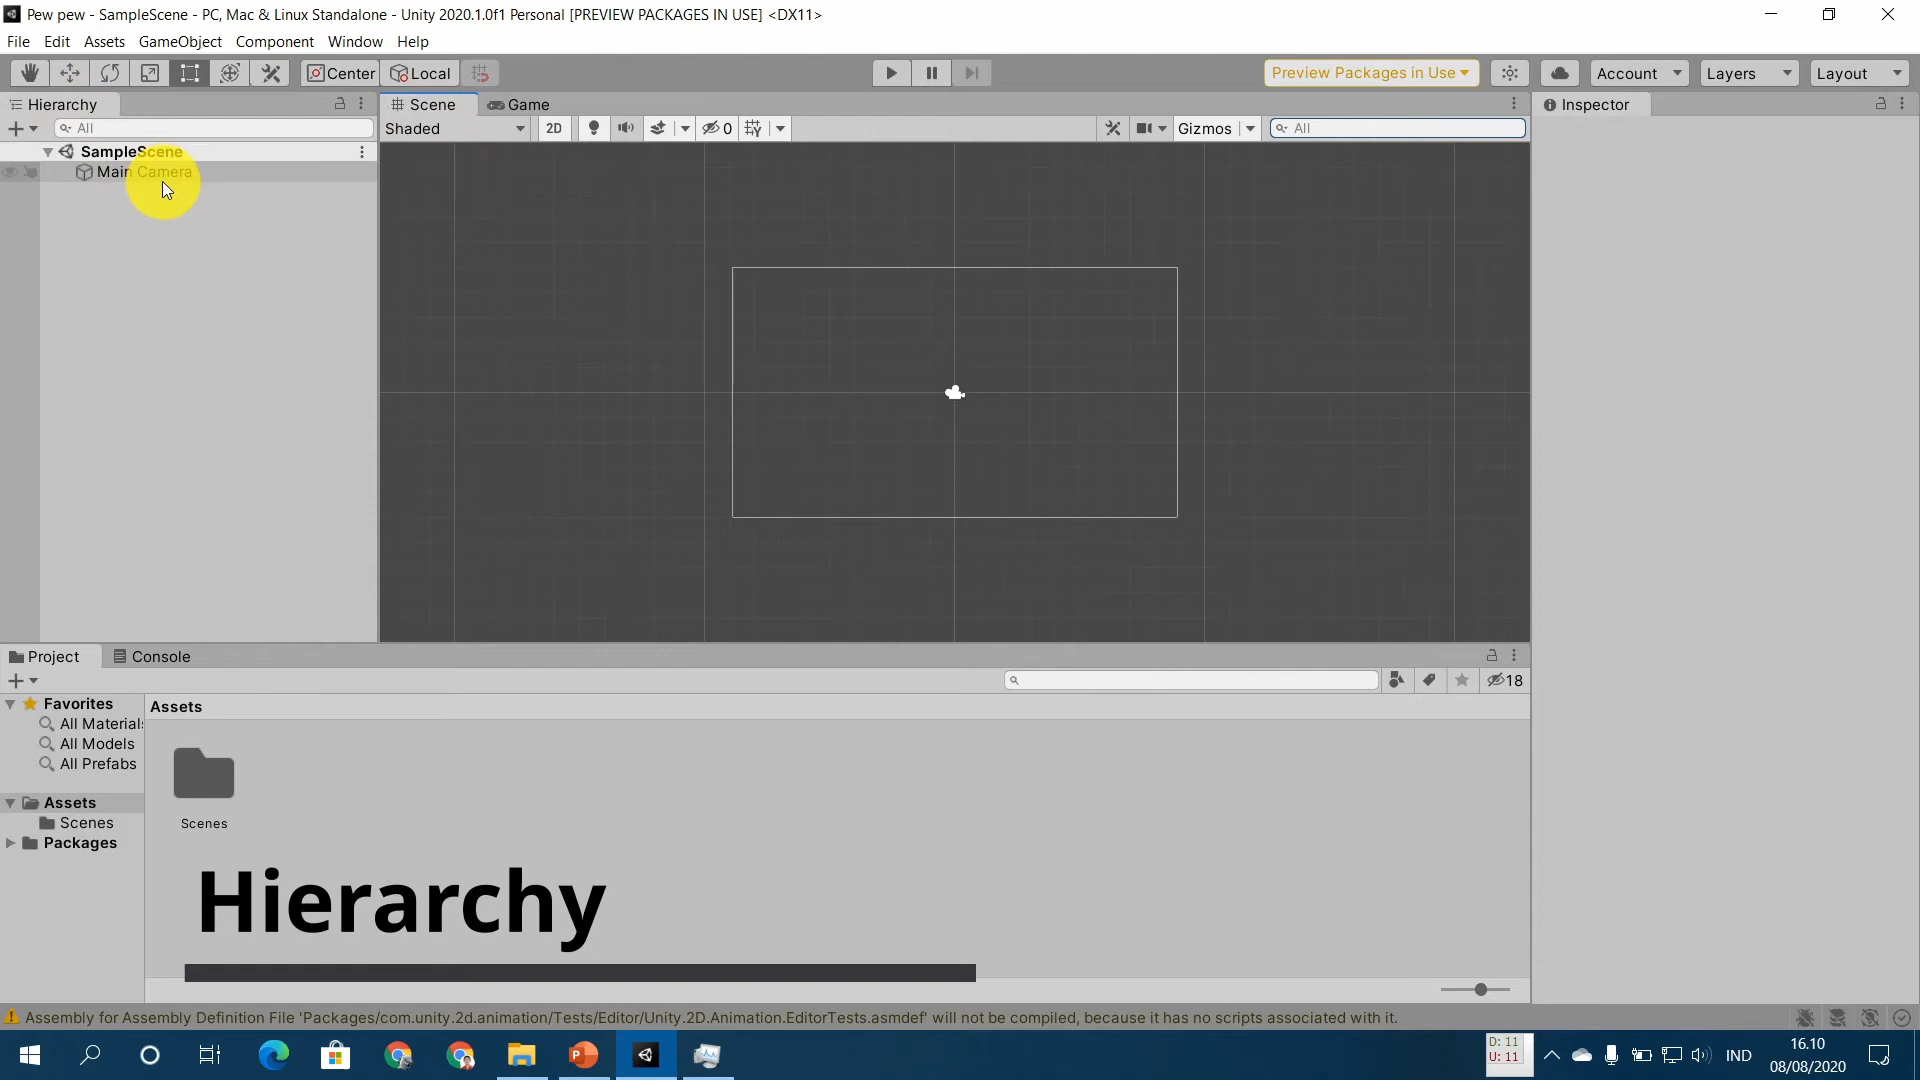 Pew pew - SampleScene - PC, Mac & Linux Standalone - Unity 2020.1.0f1 Personal [PREVIEW PACKAGES IN USE] <DX11>
File Edit Assets GameObject Component Window Help
Center Local Preview Packages in Use Account Layers Layout
Hierarchy Scene Game Inspector
All Shaded 2D 0 Gizmos All
SampleScene
Main Camera
Project Console
18
Favorites Assets
All Materials
All Models
All Prefabs
Assets
Scenes Scenes
Packages
Hierarchy
Assembly for Assembly Definition File 'Packages/com.unity.2d.animation/Tests/Editor/Unity.2D.Animation.EditorTests.asmdef' will not be compiled, because it has no scripts associated with it.
D: 11
U: 11
IND
16.10
08/08/2020